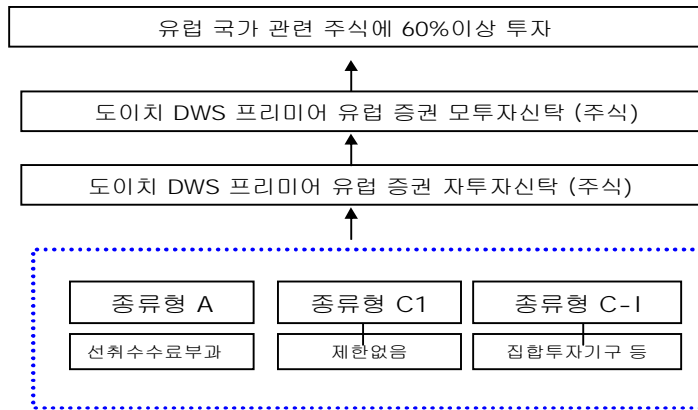 유럽 국가 관련 주식에 60%이상 투자
도이치 DWS 프리미어 유럽 증권 모투자신탁 (주식)
도이치 DWS 프리미어 유럽 증권 자투자신탁 (주식)
종류형 A
종류형 C1
종류형 C-I
선취수수료부과
제한없음
집합투자기구 등